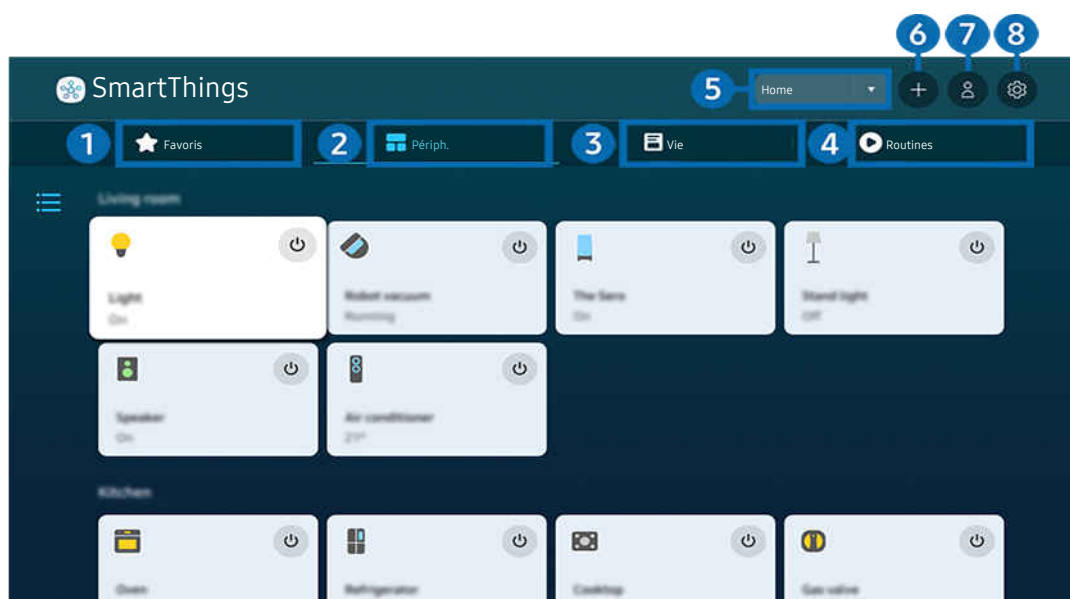 6 7 8
SmartThings
5 Home
1 Favoris 2 Périph. 3 Vie 4 Routines
Living room
Light
On
Robot vacuum
Running
The Sero
On
Stand light
Off
Speaker
On
Air conditioner
Kitchen
Oven
Refrigerator
Cooktop
Gas valve